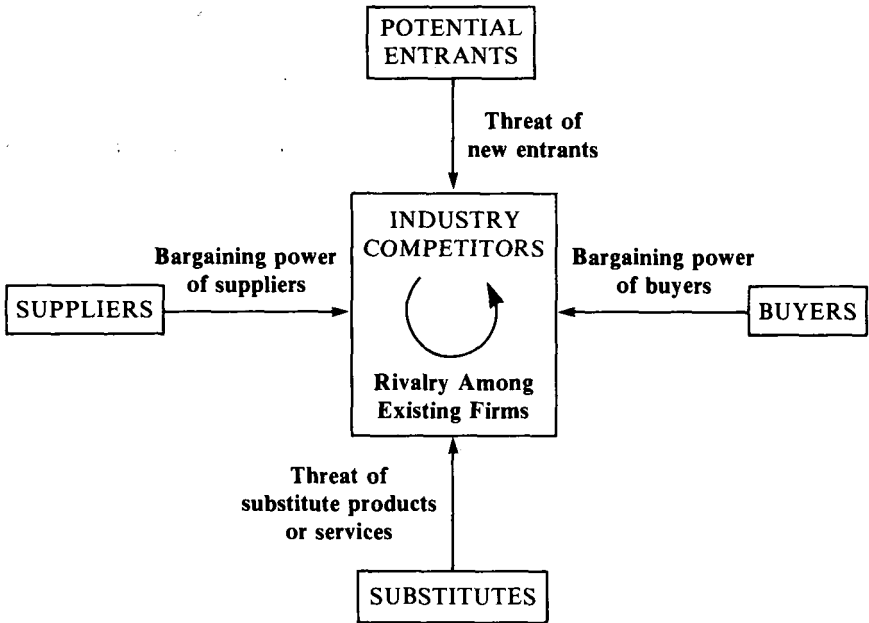 POTENTIAL
ENTRANTS
Threat of
new entrants
INDUSTRY
COMPETITORS
Bargaining power
of suppliers
Bargaining power
of buyers
SUPPLIERS
BUYERS
Rivalry Among
Existing Firms
Threat of
substitute products
or services
SUBSTITUTES